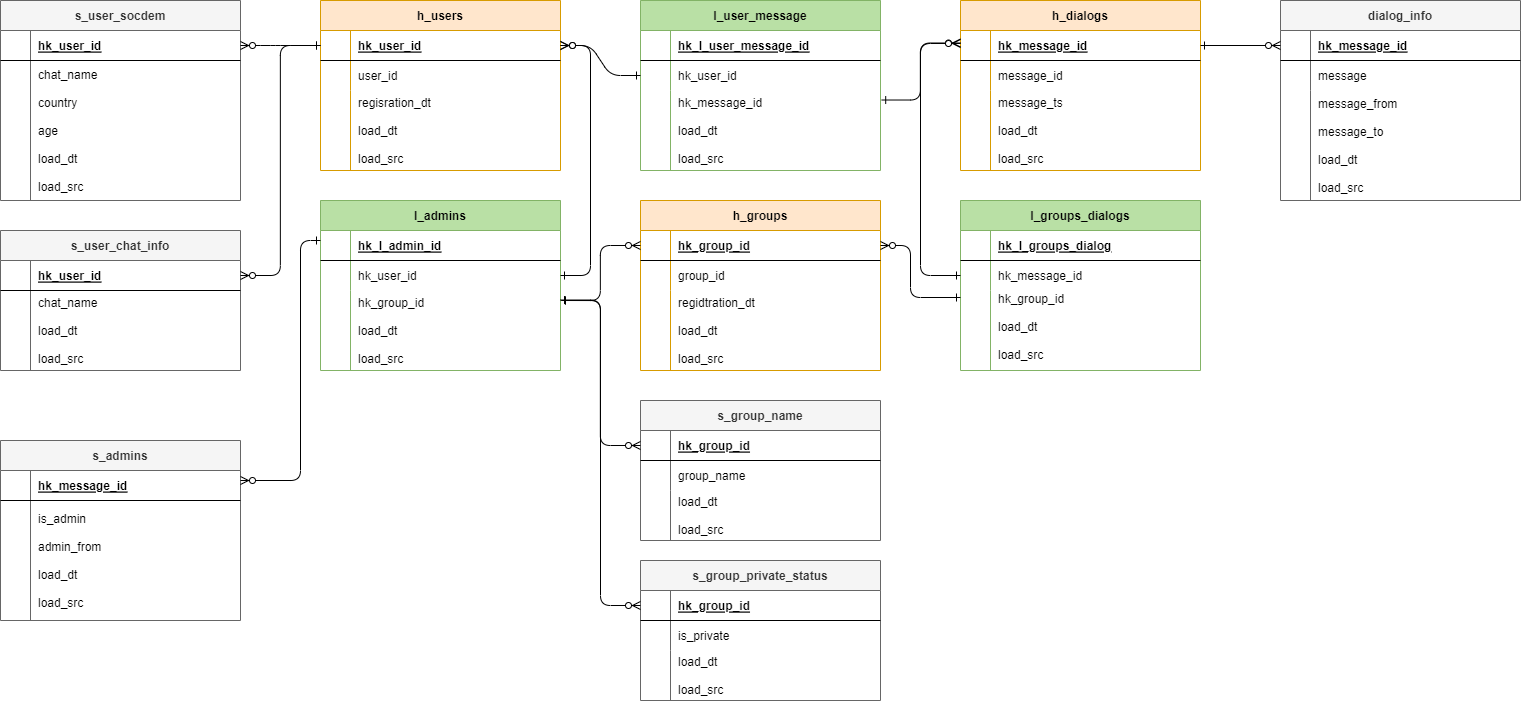 s_user_socdem
hk_user_id
chat_name
country
age
load_dt
load_src
h_users
hk_user_id
user_id
regisration_dt
load_dt
load_src
l_user_message
hk_l_user_message_id
hk_user_id
hk_message_id
load_dt
load_src
h_dialogs
hk_message_id
message_id
message_ts
load_dt
load_src
dialog_info
hk_message_id
message
message_from
message_to
load_dt
load_src
s_user_chat_info
hk_user_id
chat_name
load_dt
load_src
l_admins
hk_l_admin_id
hk_user_id
hk_group_id
load_dt
load_src
h_groups
hk_group_id
group_id
regidtration_dt
load_dt
load_src
l_groups_dialogs
hk_l_groups_dialog
hk_message_id
hk_group_id
load_dt
load_src
s_admins
hk_message_id
is_admin
admin_from
load_dt
load_src
s_group_name
hk_group_id
group_name
load_dt
load_src
s_group_private_status
hk_group_id
is_private
load_dt
load_src